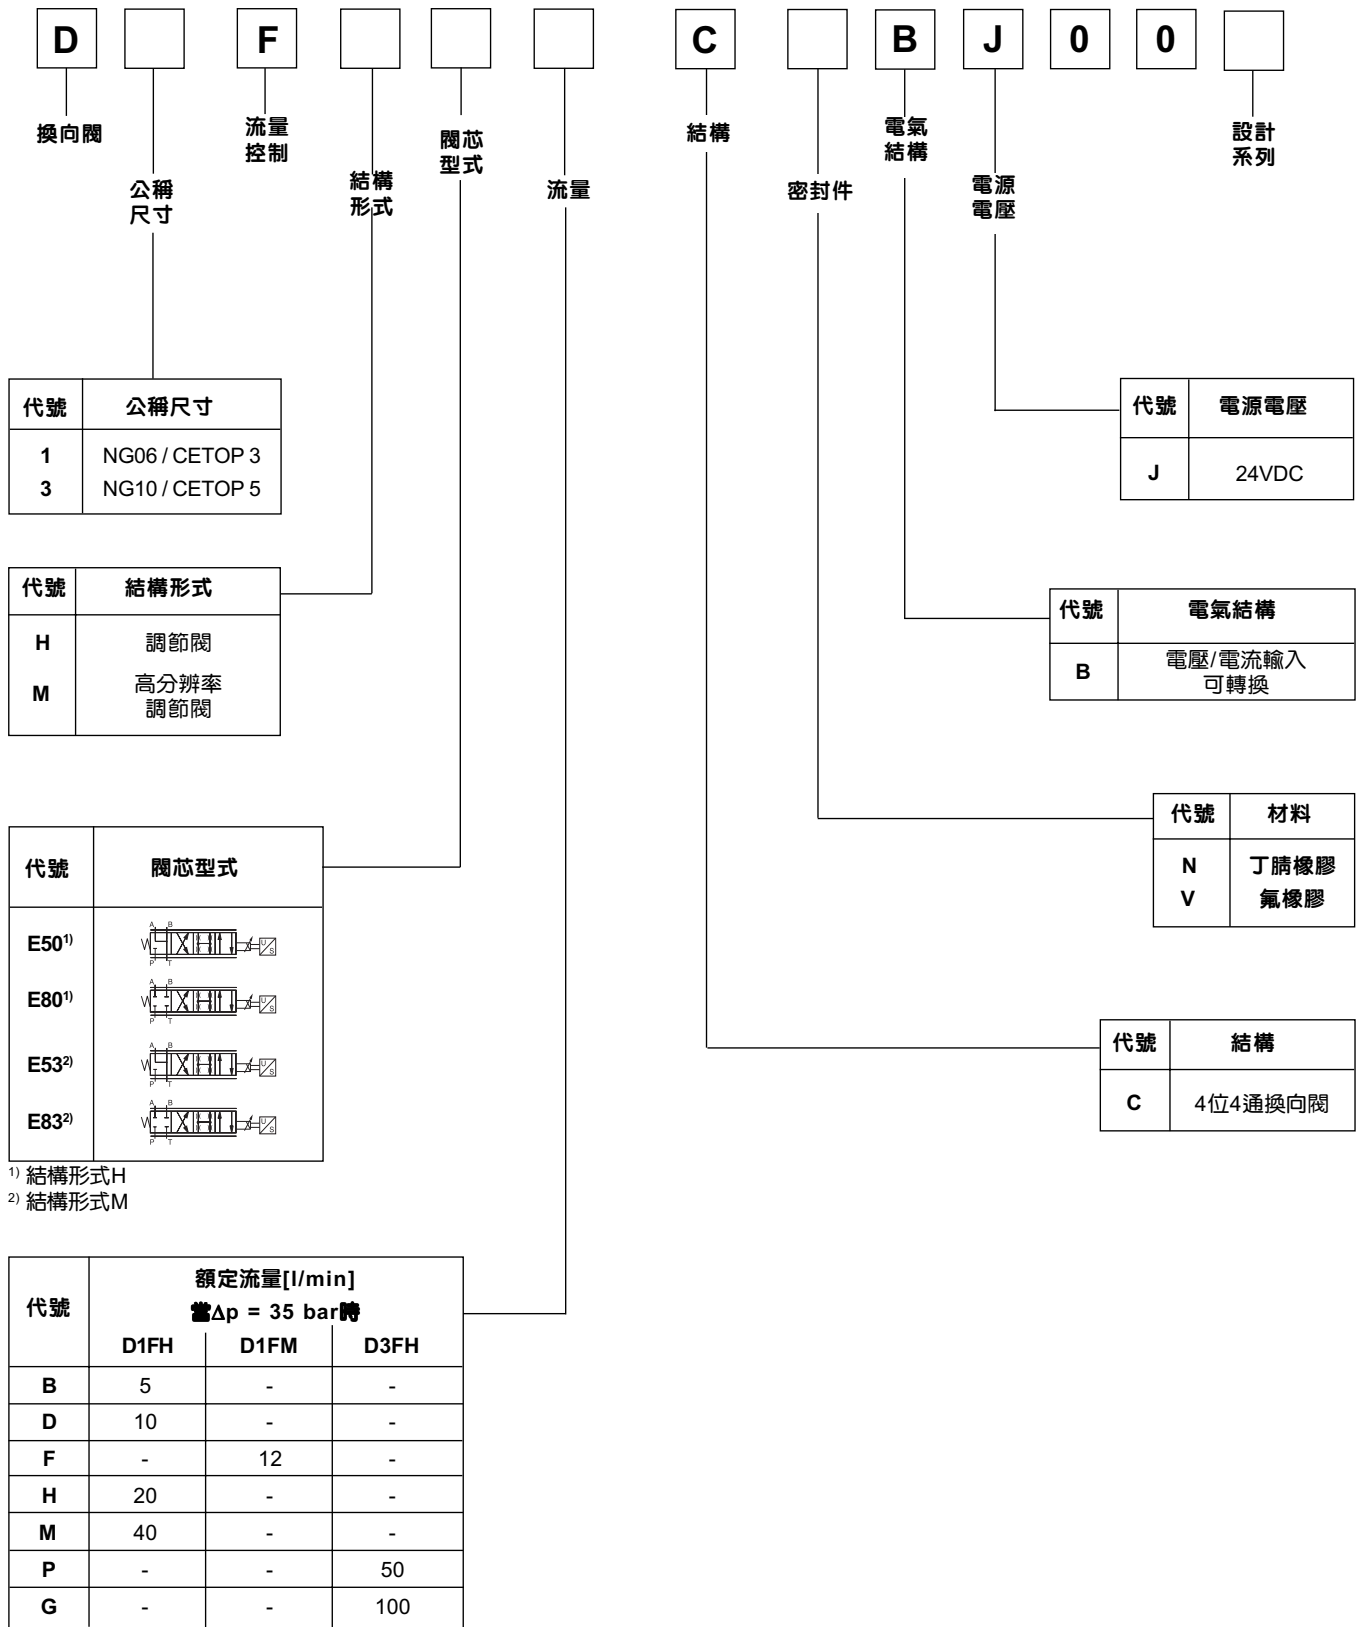 D F C B J 0 0
換向閥
公稱
尺寸
流量
控制
結構
形式
閥芯
型式
流量
結構
密封件
電氣
結構
電源
電壓
設計
系列
代號 公稱尺寸
1 NG06 / CETOP 3
3 NG10 / CETOP 5
代號 結構形式
H 調節閥
M 高分辨率
調節閥
代號 閥芯型式
E50¹⁾
A B
P T
U
S
E80¹⁾
A B
P T
U
S
E53²⁾
A B
P T
U
S
E83²⁾
A B
P T
U
S
¹⁾ 結構形式H
²⁾ 結構形式M
代號 額定流量[l/min]
當Δp = 35 bar時
D1FH D1FM D3FH
B 5 - -
D 10 - -
F - 12 -
H 20 - -
M 40 - -
P - - 50
G - - 100
代號 電源電壓
J 24VDC
代號 電氣結構
B 電壓/電流輸入
可轉換
代號 材料
N 丁腈橡膠
V 氟橡膠
代號 結構
C 4位4通換向閥